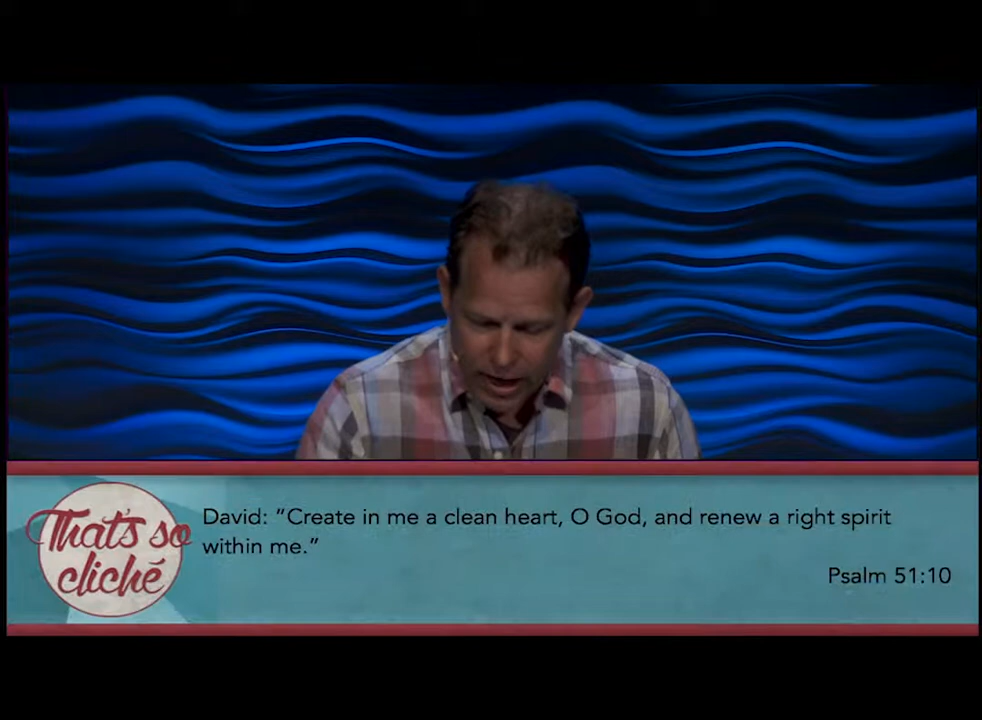 That's so
cliché
David: “Create in me a clean heart, O God, and renew a right spirit
within me.”
Psalm 51:10